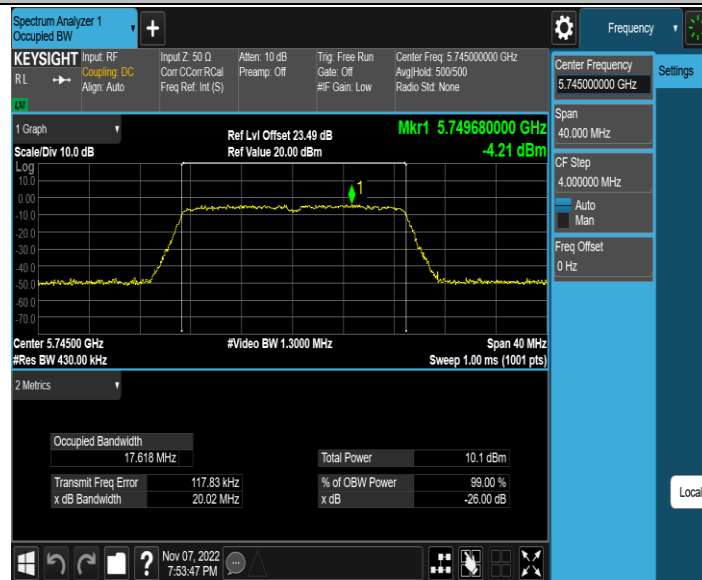 Spectrum Analyzer 1
Occupied BW
Frequency
KEYSIGHT
RL
LXI
Input: RF
Coupling: DC
Align: Auto
Input Z: 50 Ω
Corr CCorr RCal
Freq Ref: Int (S)
Atten: 10 dB
Preamp: Off
Trig: Free Run
Gate: Off
#IF Gain: Low
Center Freq: 5.745000000 GHz
Avg|Hold: 500/500
Radio Std: None
Center Frequency
5.745000000 GHz
Settings
Span
40.000 MHz
CF Step
4.000000 MHz
Auto
Man
Freq Offset
0 Hz
1 Graph
Scale/Div 10.0 dB
Ref Lvl Offset 23.49 dB
Ref Value 20.00 dBm
Mkr1 5.749680000 GHz
-4.21 dBm
Log
10.0
0.00
-10.0
-20.0
-30.0
-40.0
-50.0
-60.0
-70.0
1
Center 5.74500 GHz
#Res BW 430.00 kHz
#Video BW 1.3000 MHz
Span 40 MHz
Sweep 1.00 ms (1001 pts)
2 Metrics
Occupied Bandwidth
17.618 MHz
Total Power 10.1 dBm
Transmit Freq Error 117.83 kHz
% of OBW Power 99.00 %
x dB Bandwidth 20.02 MHz
x dB -26.00 dB
Local
?
Nov 07, 2022
7:53:47 PM